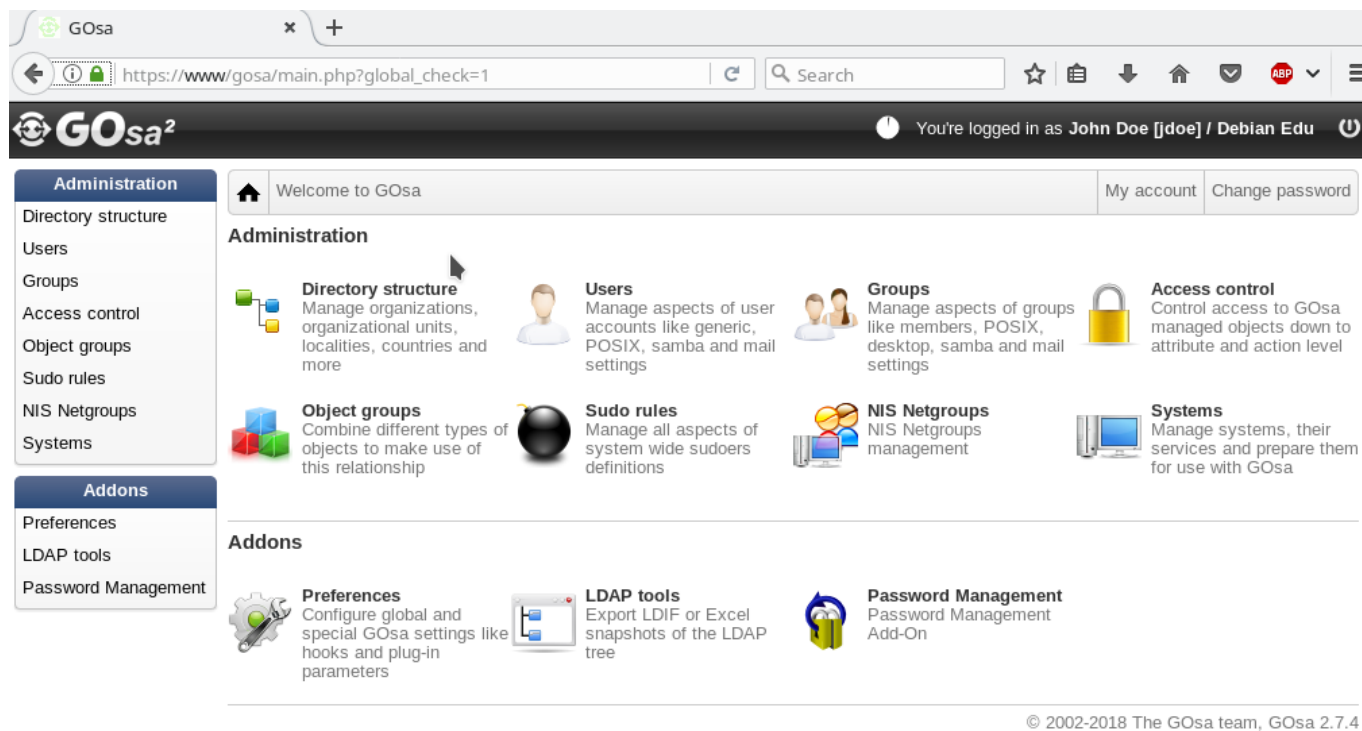 GOsa
https://www/gosa/main.php?global_check=1
Search
ABP
GOsa²
You're logged in as John Doe [jdoe] / Debian Edu
Administration
Directory structure
Users
Groups
Access control
Object groups
Sudo rules
NIS Netgroups
Systems
Addons
Preferences
LDAP tools
Password Management
Welcome to GOsa
My account
Change password
Administration
Directory structure
Manage organizations,
organizational units,
localities, countries and
more
Users
Manage aspects of user
accounts like generic,
POSIX, samba and mail
settings
Groups
Manage aspects of groups
like members, POSIX,
desktop, samba and mail
settings
Access control
Control access to GOsa
managed objects down to
attribute and action level
Object groups
Combine different types of
objects to make use of
this relationship
Sudo rules
Manage all aspects of
system wide sudoers
definitions
NIS Netgroups
NIS Netgroups
management
Systems
Manage systems, their
services and prepare them
for use with GOsa
Addons
Preferences
Configure global and
special GOsa settings like
hooks and plug-in
parameters
LDAP tools
Export LDIF or Excel
snapshots of the LDAP
tree
Password Management
Password Management
Add-On
© 2002-2018 The GOsa team, GOsa 2.7.4